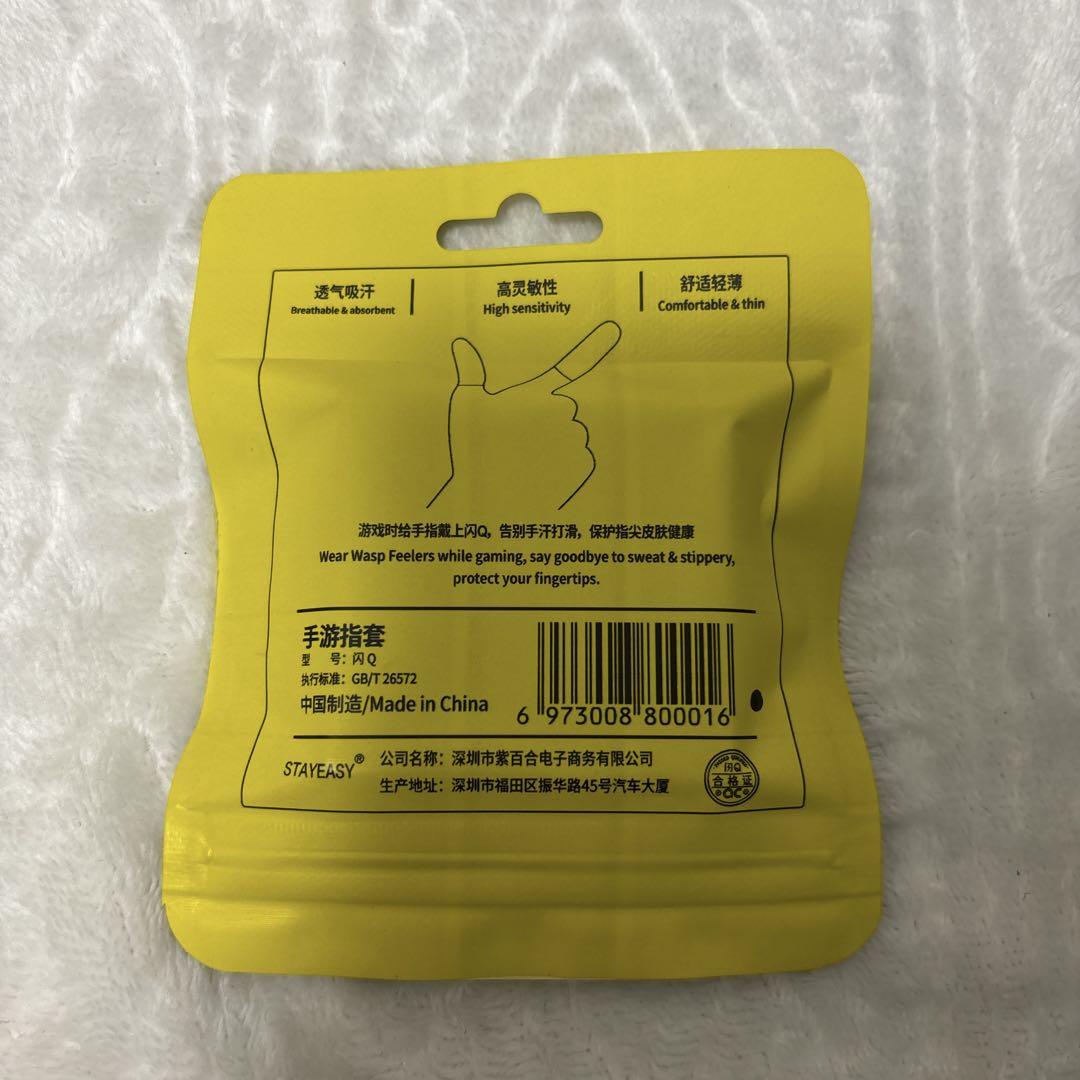 透气吸汗
Breathable & absorbent
高灵敏性
High sensitivity
舒适轻薄
Comfortable & thin
游戏时给手指戴上闪Q，告别手汗打滑，保护指尖皮肤健康
Wear Wasp Feelers while gaming, say goodbye to sweat & stippery,
protect your fingertips.
手游指套
型 号：闪Q
执行标准：GB/T 26572
中国制造/Made in China
6 973008 800016
STAYEASY®
公司名称：深圳市紫百合电子商务有限公司
生产地址：深圳市福田区振华路45号汽车大厦
闪Q
合格证
QC